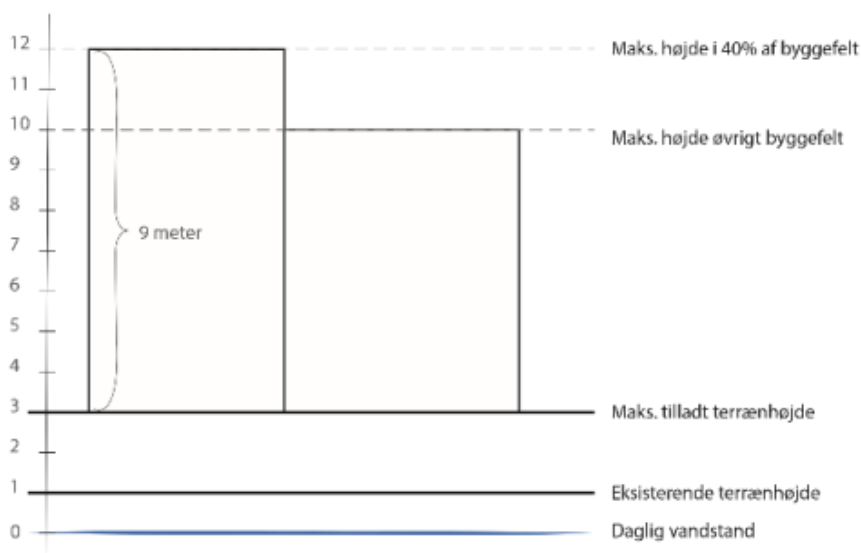 12
Maks. højde i 40% af byggefelt
11
10
Maks. højde øvrigt byggefelt
9
8
9 meter
7
6
5
4
3
Maks. tilladt terrænhøjde
2
1
Eksisterende terrænhøjde
0
Daglig vandstand